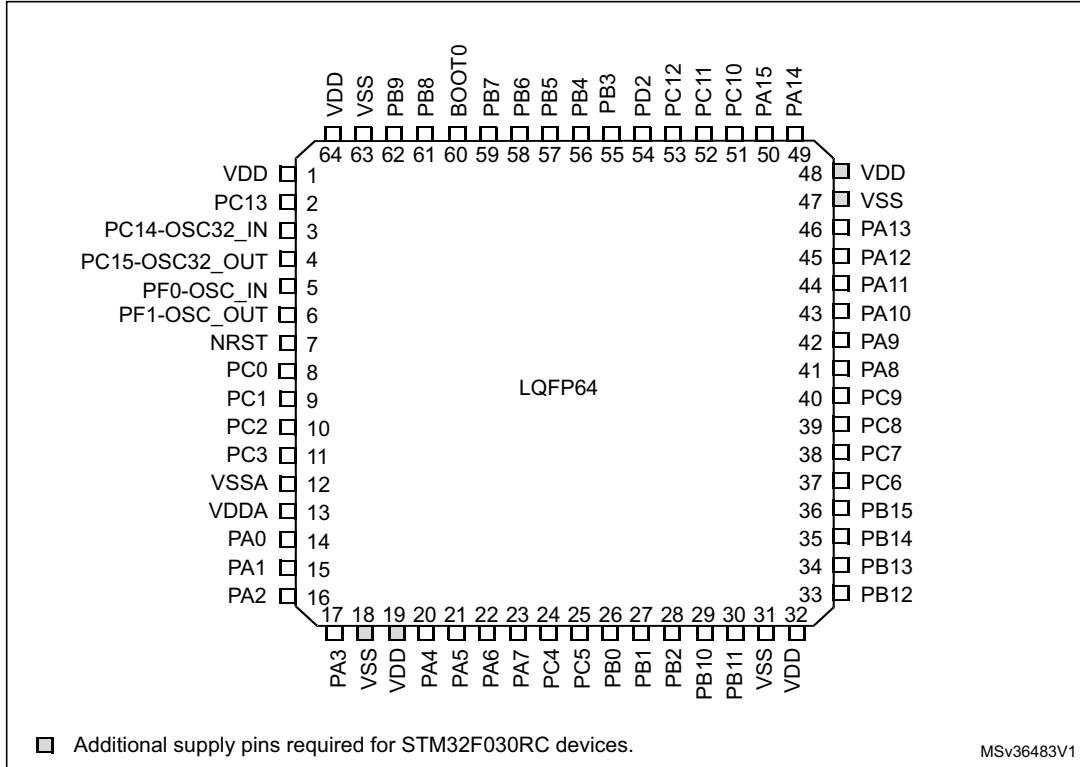 VDD
VSS
PB9
PB8
BOOT0
PB7
PB6
PB5
PB4
PB3
PD2
PC12
PC11
PC10
PA15
PA14
64 63 62 61 60 59 58 57 56 55 54 53 52 51 50 49
VDD 1
PC13 2
PC14-OSC32_IN 3
PC15-OSC32_OUT 4
PF0-OSC_IN 5
PF1-OSC_OUT 6
NRST 7
PC0 8
PC1 9
PC2 10
PC3 11
VSSA 12
VDDA 13
PA0 14
PA1 15
PA2 16
LQFP64
48 VDD
47 VSS
46 PA13
45 PA12
44 PA11
43 PA10
42 PA9
41 PA8
40 PC9
39 PC8
38 PC7
37 PC6
36 PB15
35 PB14
34 PB13
33 PB12
17 18 19 20 21 22 23 24 25 26 27 28 29 30 31 32
PA3
VSS
VDD
PA4
PA5
PA6
PA7
PC4
PC5
PB0
PB1
PB2
PB10
PB11
VSS
VDD
Additional supply pins required for STM32F030RC devices.
MSv36483V1